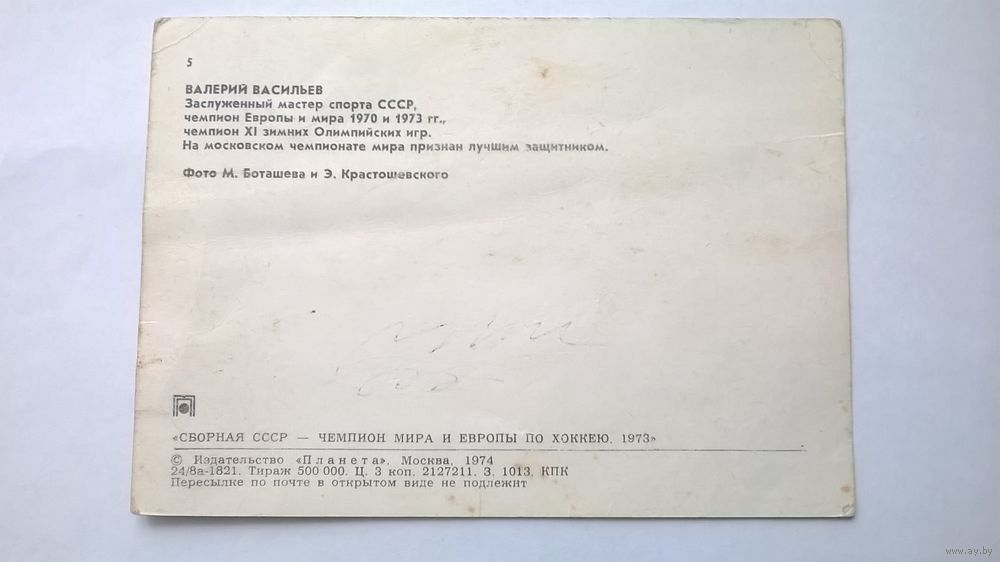 5
ВАЛЕРИЙ ВАСИЛЬЕВ
Заслуженный мастер спорта СССР,
чемпион Европы и мира 1970 и 1973 гг.,
чемпион XI зимних Олимпийских игр.
На московском чемпионате мира признан лучшим защитником.
Фото М. Боташева и Э. Крастошевского
«СБОРНАЯ СССР — ЧЕМПИОН МИРА И ЕВРОПЫ ПО ХОККЕЮ. 1973»
© Издательство «Планета». Москва, 1974
24/8а-1821. Тираж 500 000. Ц. 3 коп. 2127211. З. 1013. КПК
Пересылке по почте в открытом виде не подлежит
www.ay.by